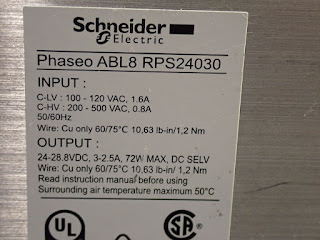 Schneider
Electric
Phaseo ABL8 RPS24030
INPUT :
C-LV : 100 - 120 VAC, 1.6A
C-HV : 200 - 500 VAC, 0.8A
50/60Hz
Wire: Cu only 60/75°C 10,63 lb-in/1,2 Nm
OUTPUT :
24-28.8VDC, 3-2.5A, 72W MAX, DC SELV
Wire: Cu only 60/75°C 10,63 lb-in/ 1,2 Nm
Read instruction manual before using
Surrounding air temperature maximum 50°C
UL
SA